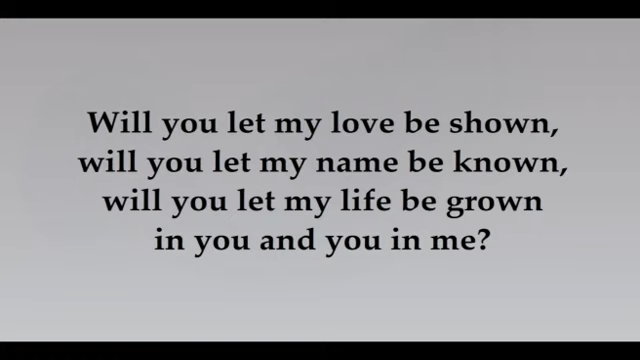 Will you let my love be shown,
will you let my name be known,
will you let my life be grown
in you and you in me?